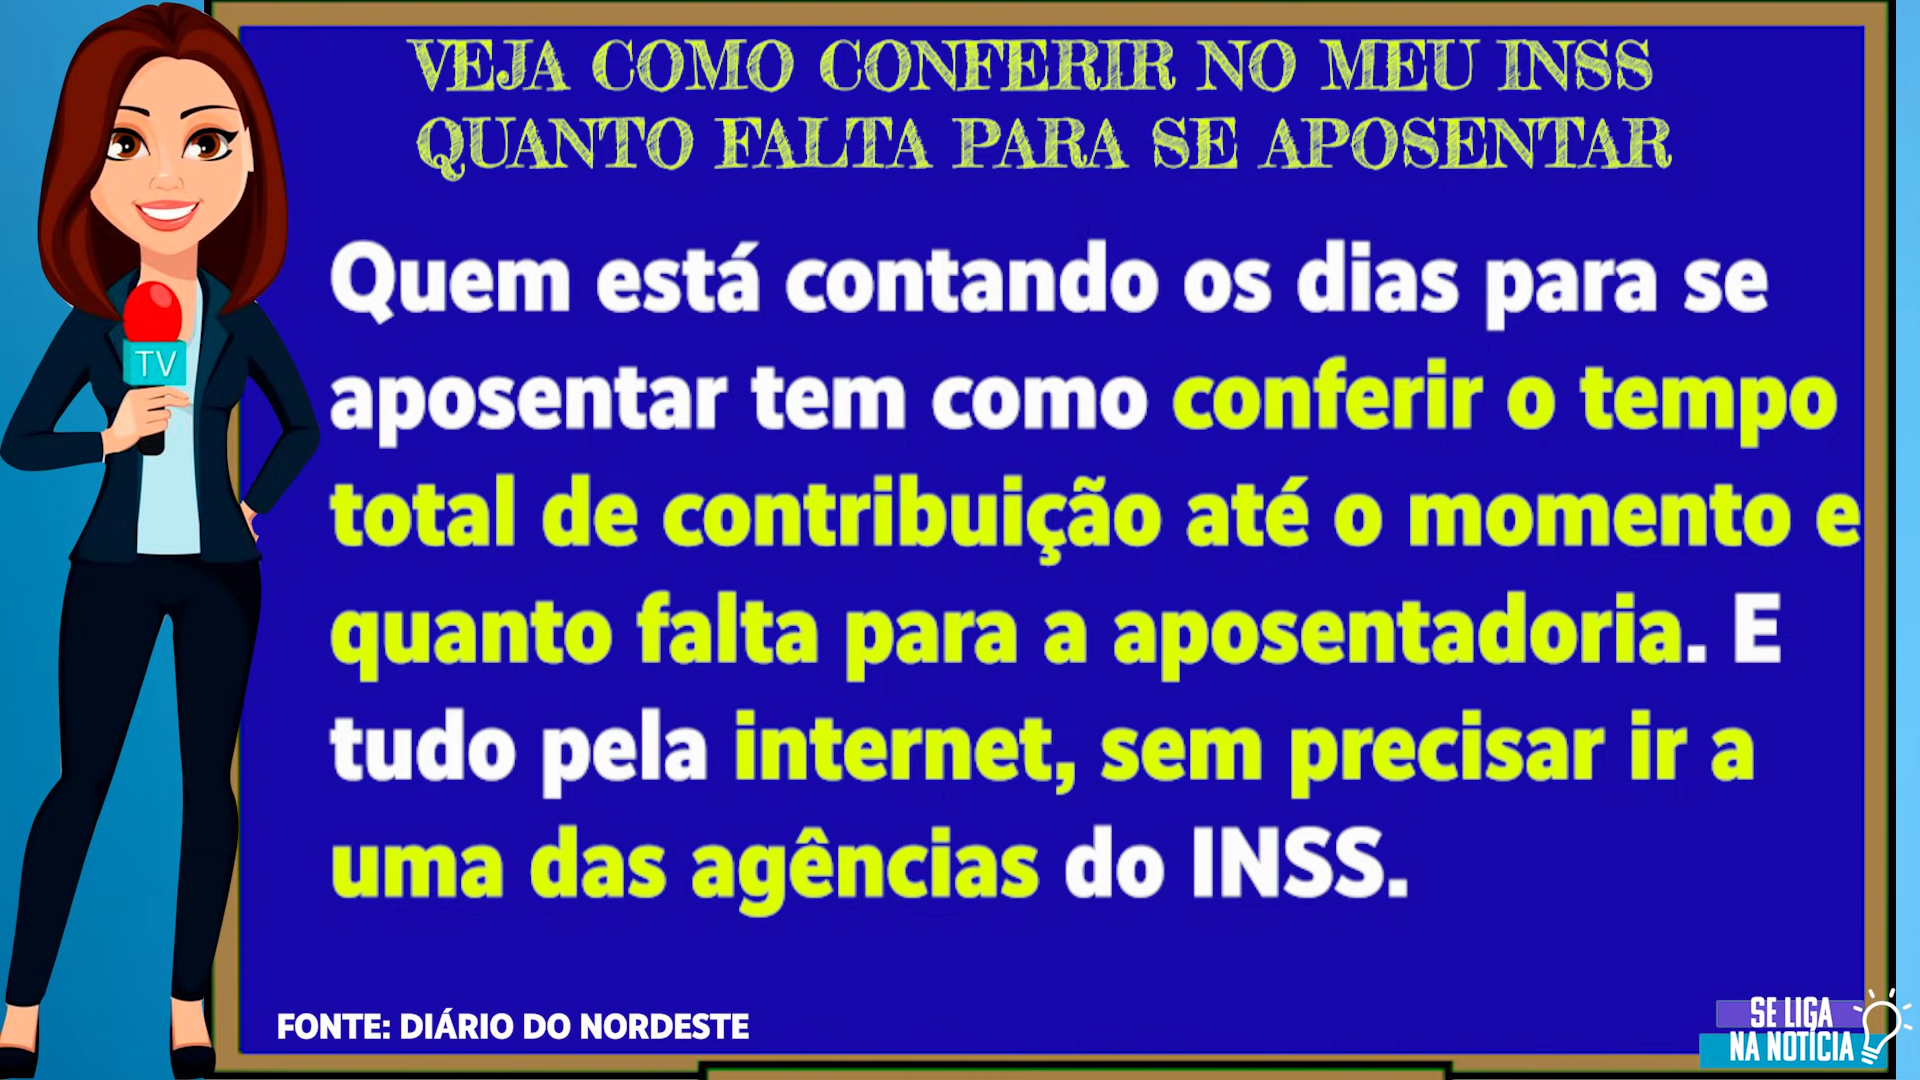 VEJA COMO CONFERIR NO MEU INSS
QUANTO FALTA PARA SE APOSENTAR
Quem está contando os dias para se
aposentar tem como conferir o tempo
total de contribuição até o momento e
quanto falta para a aposentadoria. E
tudo pela internet, sem precisar ir a
uma das agências do INSS.
TV
FONTE: DIÁRIO DO NORDESTE
SE LIGA
NA NOTÍCIA